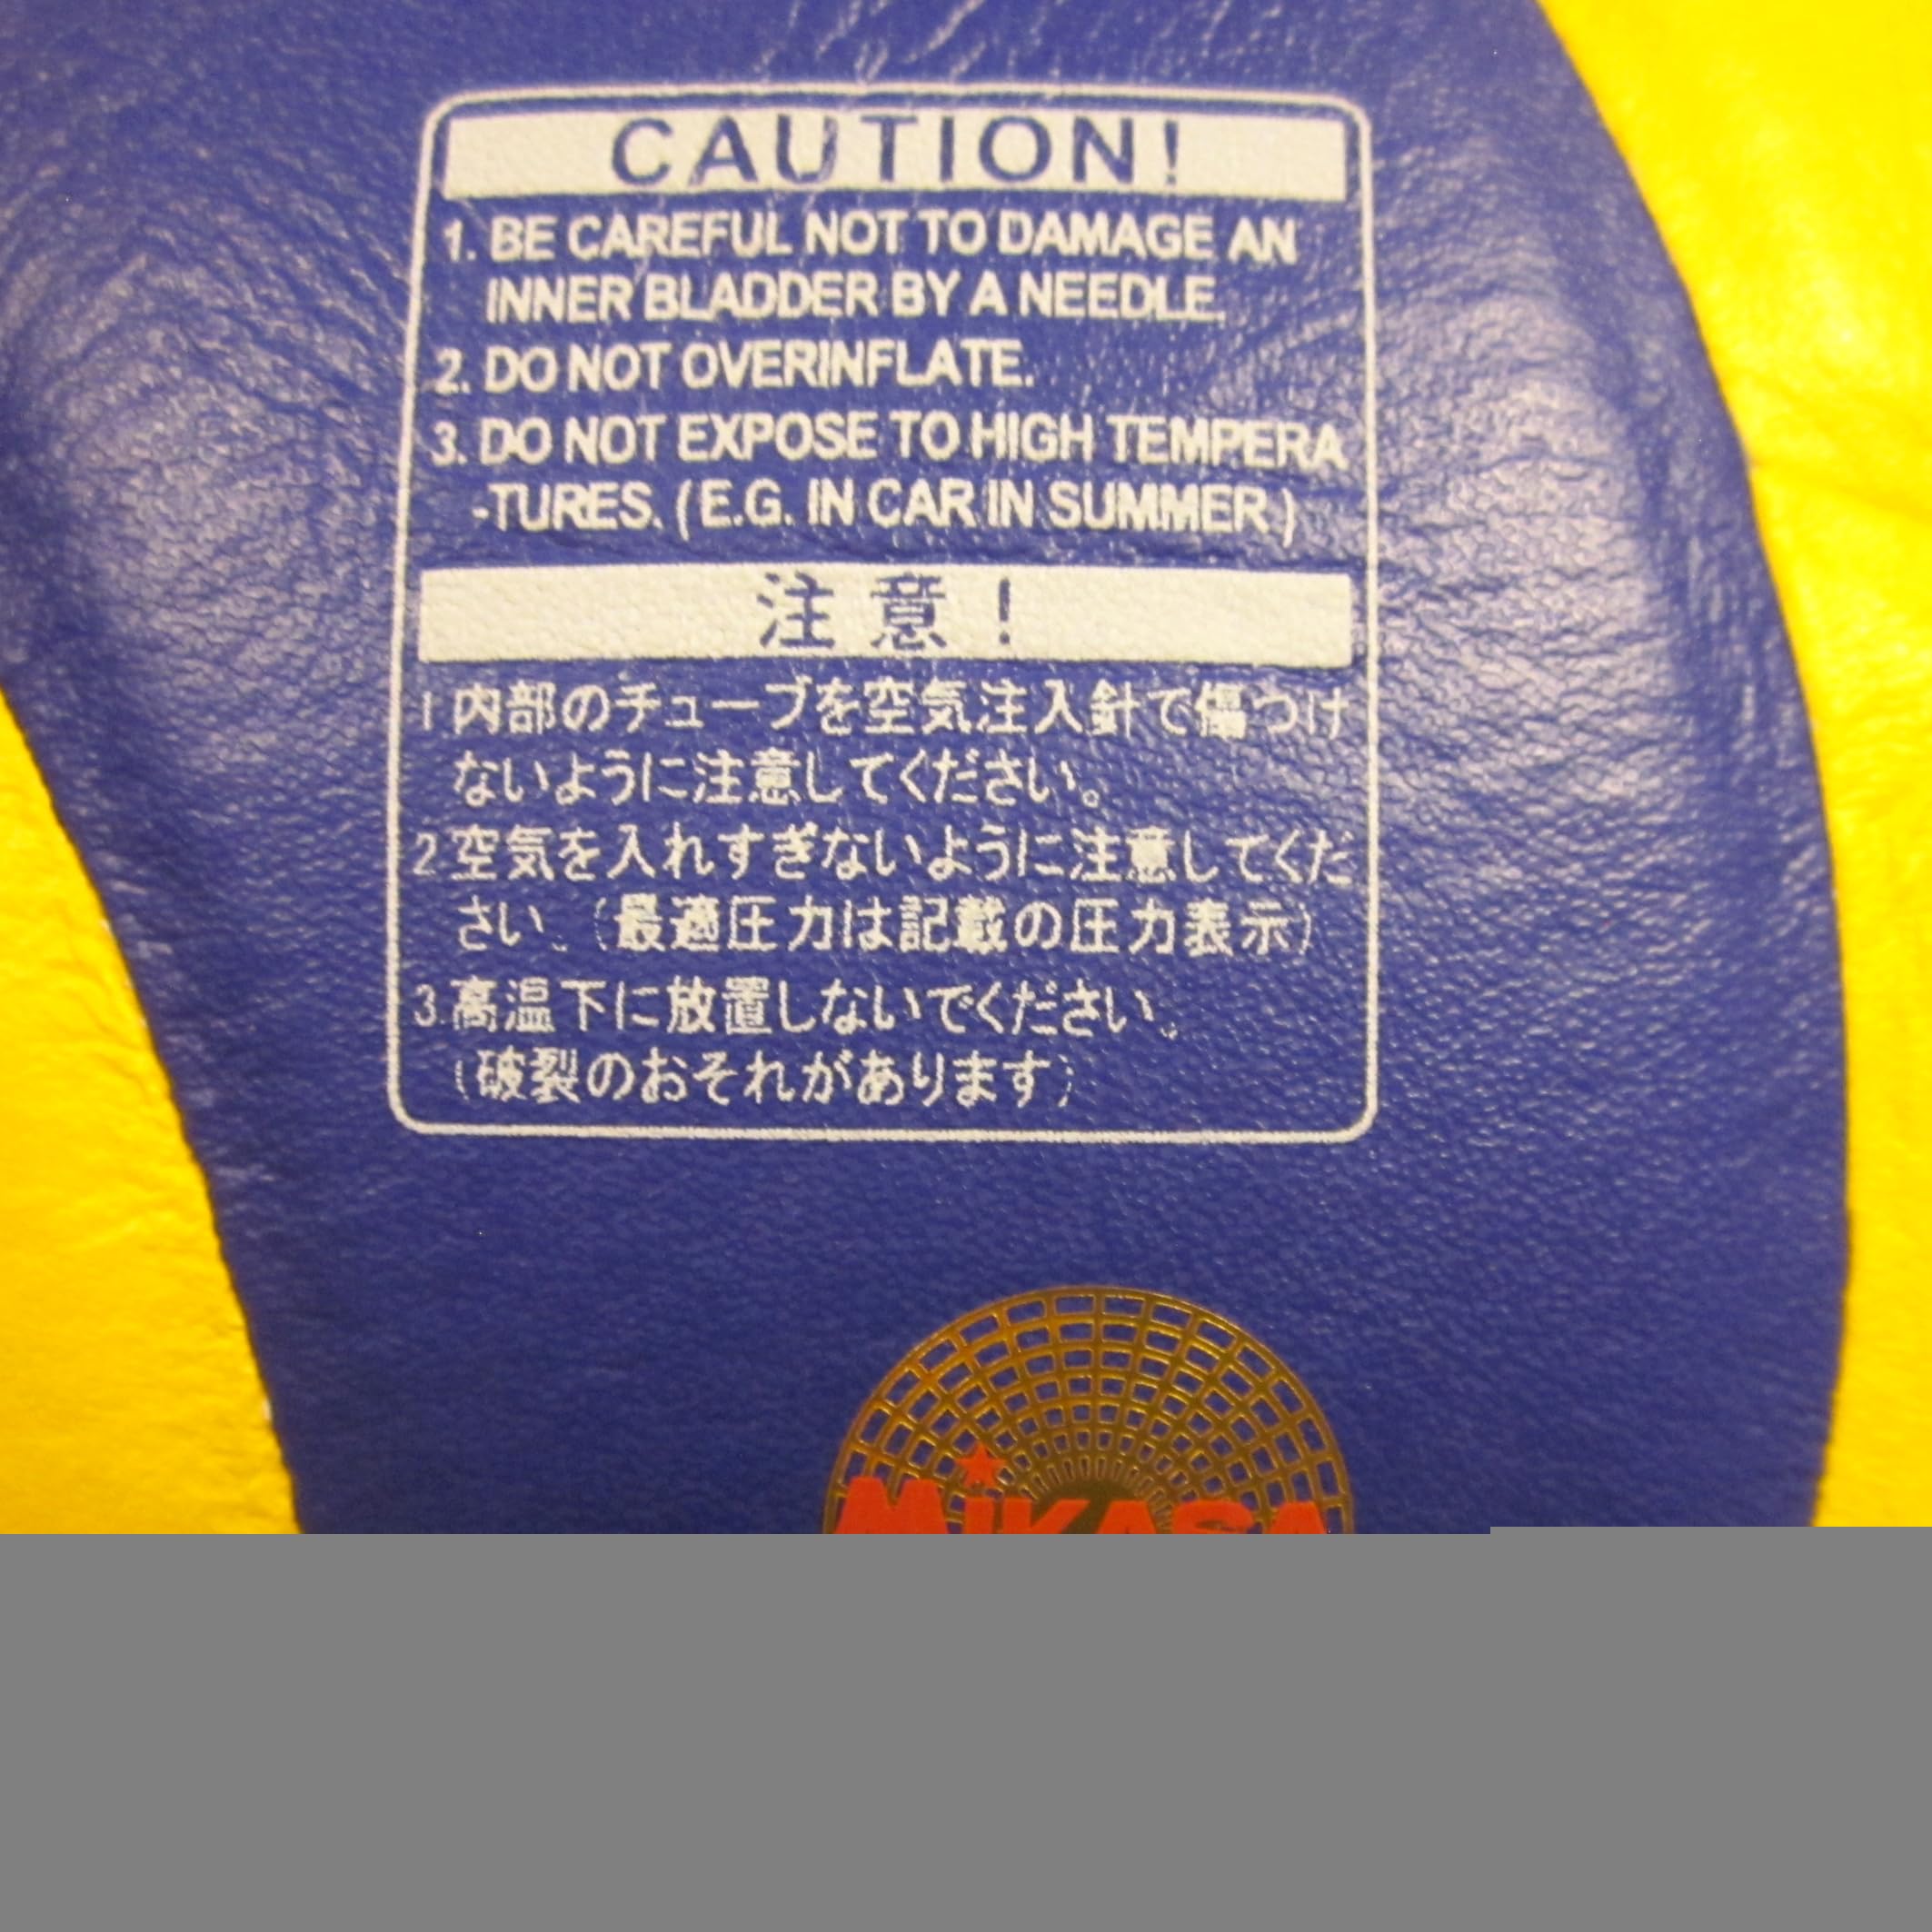 CAUTION!
1. BE CAREFUL NOT TO DAMAGE AN
INNER BLADDER BY A NEEDLE.
2. DO NOT OVERINFLATE.
3. DO NOT EXPOSE TO HIGH TEMPERA
-TURES. (E.G. IN CAR IN SUMMER)
注意！
1.内部のチューブを空気注入針で傷つけ
ないように注意してください。
2.空気を入れすぎないように注意してくだ
さい。（最適圧力は記載の圧力表示）
3.高温下に放置しないでください。
（破裂のおそれがあります）
MiKASA